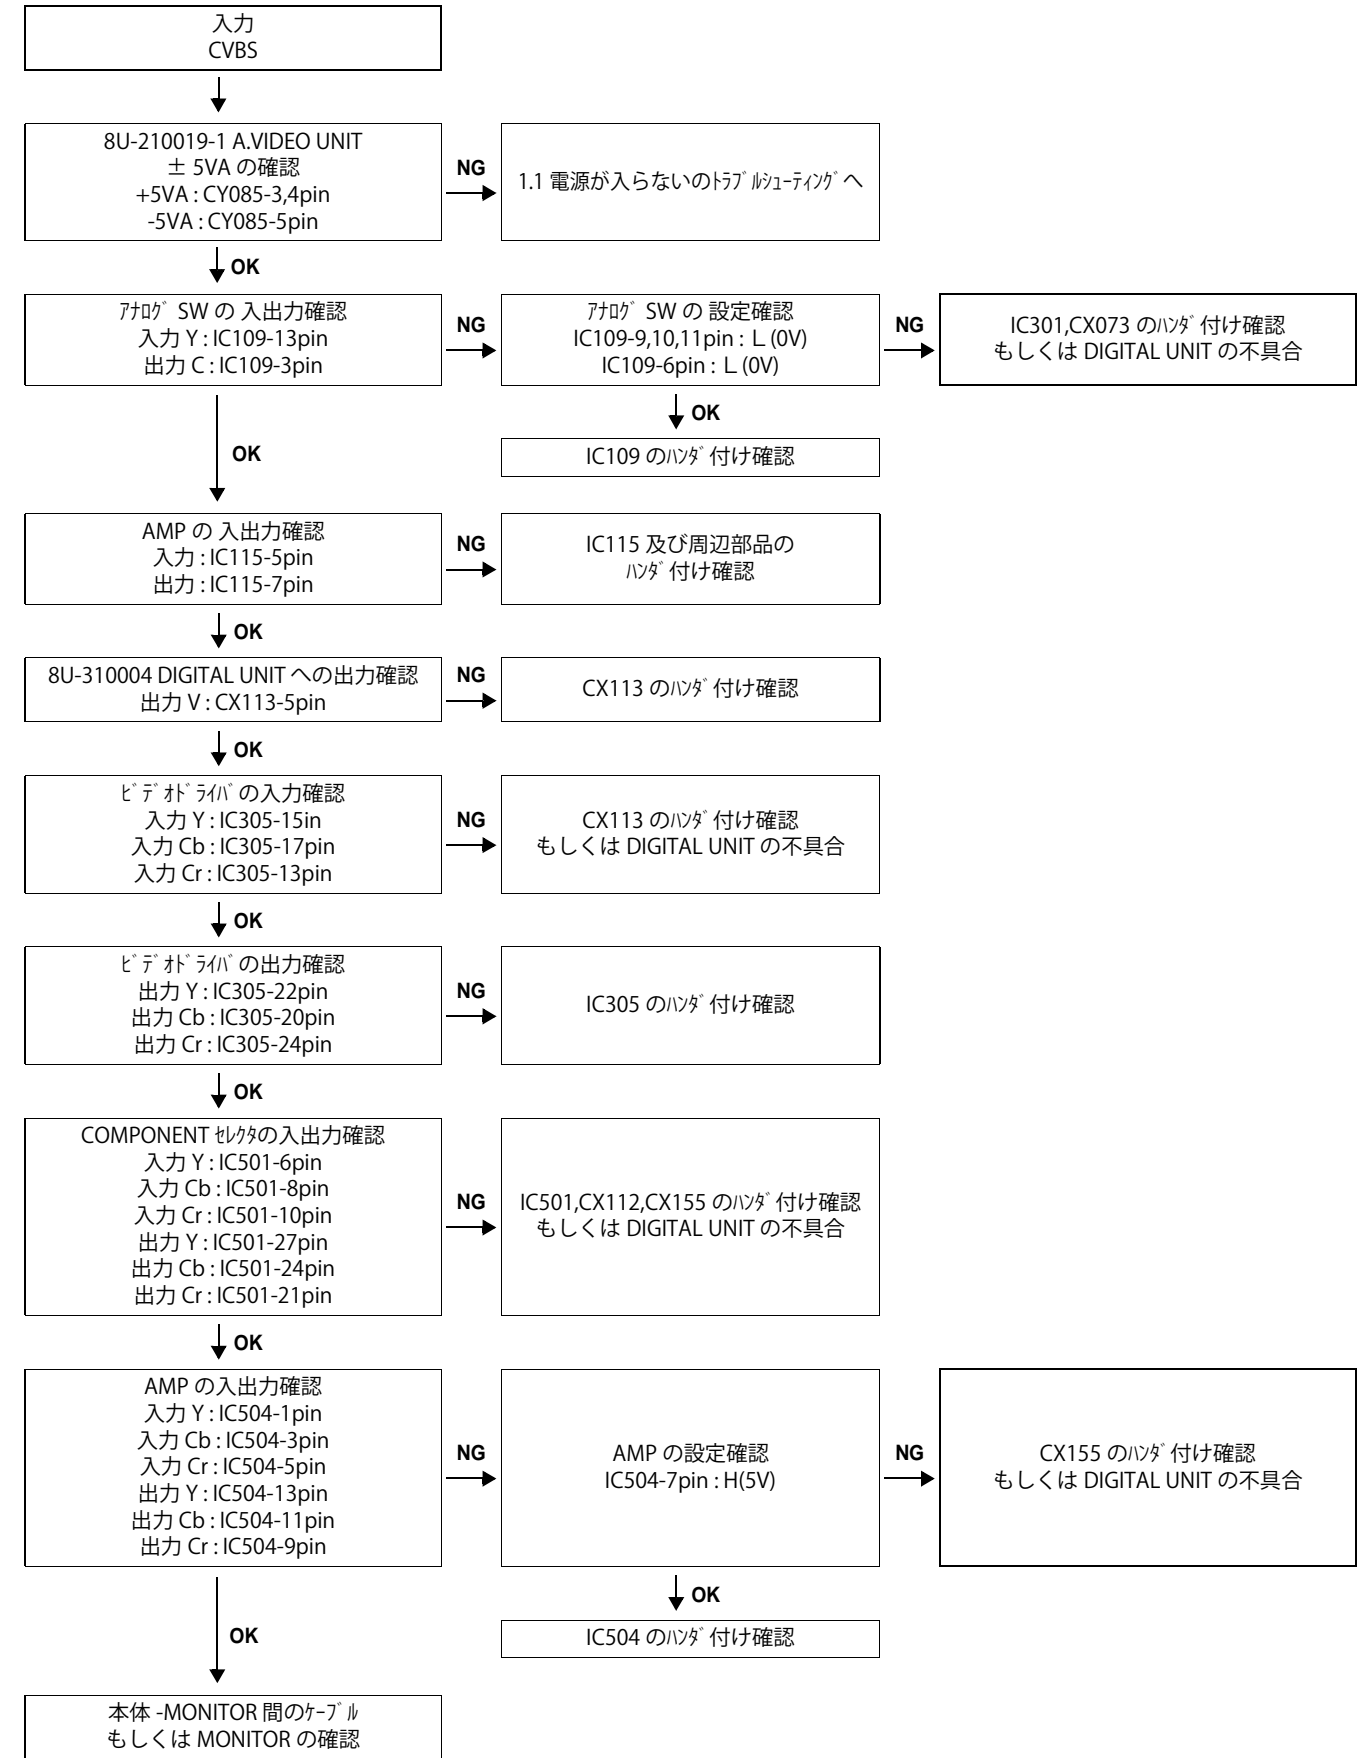 入力
CVBS
8U-210019-1 A.VIDEO UNIT
± 5VA の確認
+5VA : CY085-3,4pin
-5VA : CY085-5pin
NG
1.1 電源が入らないのﾄﾗﾌﾞﾙｼｭｰﾃｨﾝｸﾞへ
OK
ｱﾅﾛｸﾞ SW の 入出力確認
入力 Y : IC109-13pin
出力 C : IC109-3pin
NG
ｱﾅﾛｸﾞ SW の 設定確認
IC109-9,10,11pin : L (0V)
IC109-6pin : L (0V)
NG
IC301,CX073 のﾊﾝﾀﾞ付け確認
もしくは DIGITAL UNIT の不具合
OK
IC109 のﾊﾝﾀﾞ付け確認
OK
AMP の 入出力確認
入力 : IC115-5pin
出力 : IC115-7pin
NG
IC115 及び周辺部品の
ﾊﾝﾀﾞ付け確認
OK
8U-310004 DIGITAL UNIT への出力確認
出力 V : CX113-5pin
NG
CX113 のﾊﾝﾀﾞ付け確認
OK
ﾋﾞﾃﾞｵﾄﾞﾗｲﾊﾞの入力確認
入力 Y : IC305-15in
入力 Cb : IC305-17pin
入力 Cr : IC305-13pin
NG
CX113 のﾊﾝﾀﾞ付け確認
もしくは DIGITAL UNIT の不具合
OK
ﾋﾞﾃﾞｵﾄﾞﾗｲﾊﾞの出力確認
出力 Y : IC305-22pin
出力 Cb : IC305-20pin
出力 Cr : IC305-24pin
NG
IC305 のﾊﾝﾀﾞ付け確認
OK
COMPONENT ｾﾚｸﾀの入出力確認
入力 Y : IC501-6pin
入力 Cb : IC501-8pin
入力 Cr : IC501-10pin
出力 Y : IC501-27pin
出力 Cb : IC501-24pin
出力 Cr : IC501-21pin
NG
IC501,CX112,CX155 のﾊﾝﾀﾞ付け確認
もしくは DIGITAL UNIT の不具合
OK
AMP の入出力確認
入力 Y : IC504-1pin
入力 Cb : IC504-3pin
入力 Cr : IC504-5pin
出力 Y : IC504-13pin
出力 Cb : IC504-11pin
出力 Cr : IC504-9pin
NG
AMP の設定確認
IC504-7pin : H(5V)
NG
CX155 のﾊﾝﾀﾞ付け確認
もしくは DIGITAL UNIT の不具合
OK
IC504 のﾊﾝﾀﾞ付け確認
OK
本体 -MONITOR 間のｹｰﾌﾞﾙ
もしくは MONITOR の確認